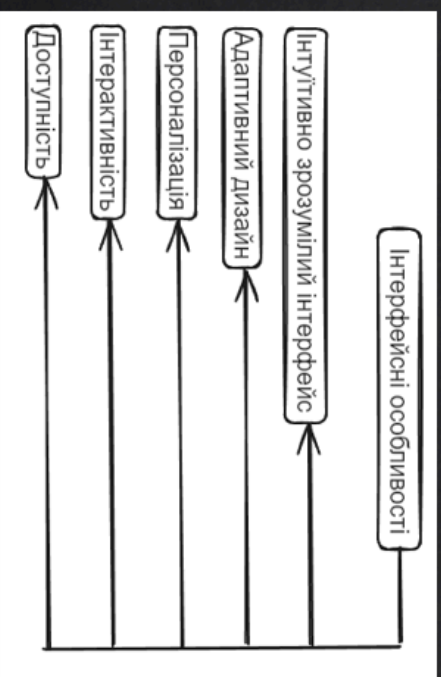 Інтерфейсні особливості
Інтуїтивно зрозумілий інтерфейс
Адаптивний дизайн
Персоналізація
Інтерактивність
Доступність